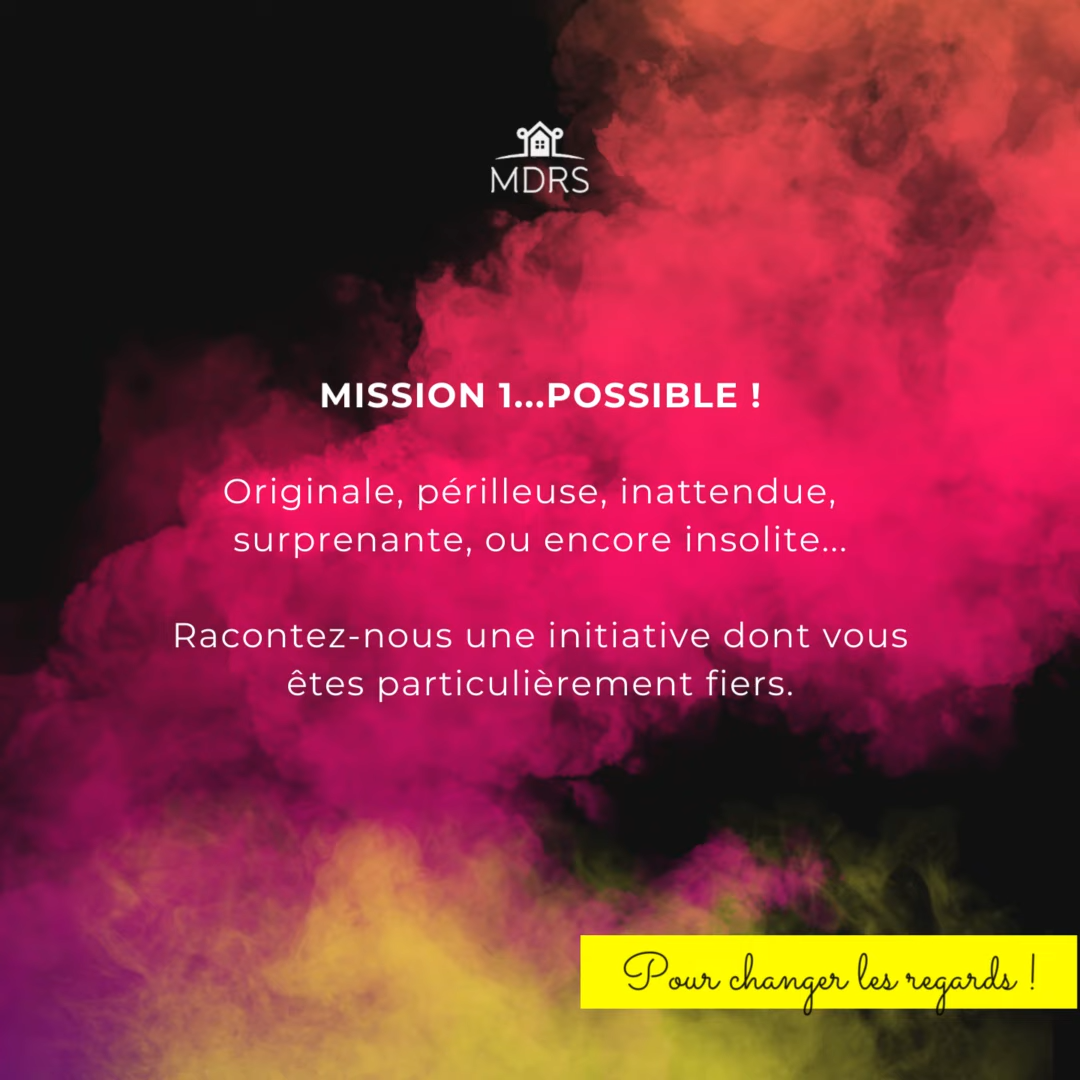 MDRS
MISSION 1...POSSIBLE !
Originale, périlleuse, inattendue,
surprenante, ou encore insolite...
Racontez-nous une initiative dont vous
êtes particulièrement fiers.
Pour changer les regards !